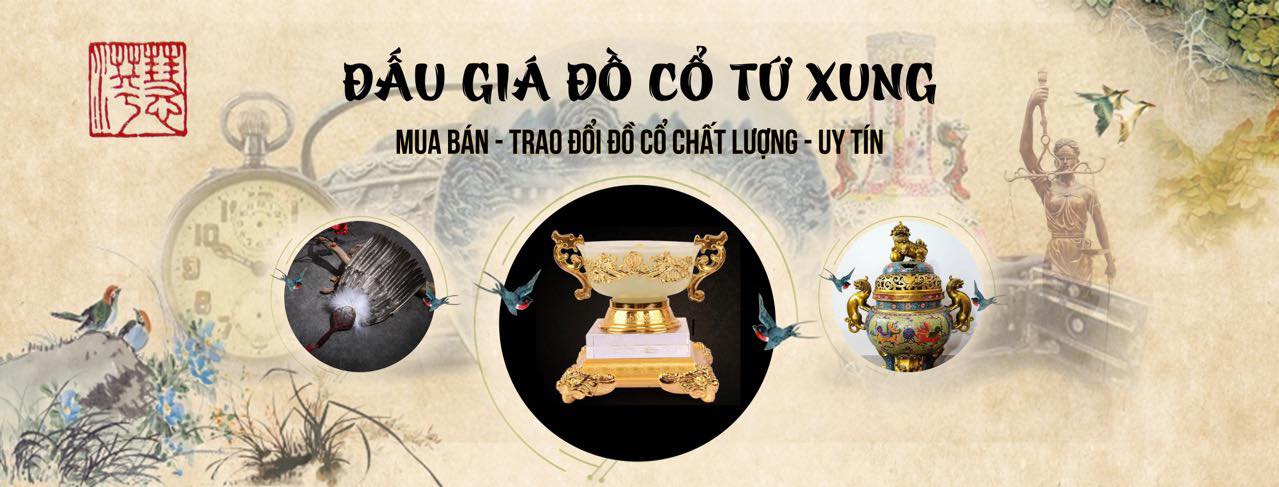 ĐẤU GIÁ ĐỒ CỔ TỨ XUNG
MUA BÁN - TRAO ĐỔI ĐỒ CỔ CHẤT LƯỢNG - UY TÍN